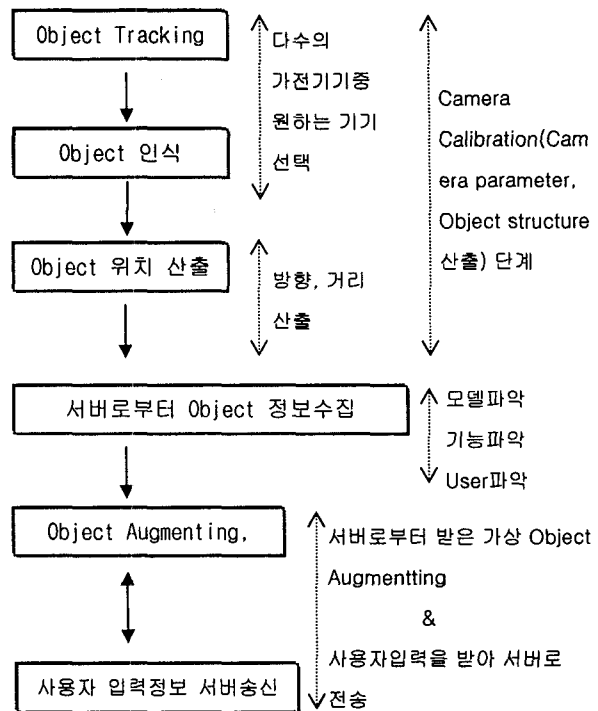 Object Tracking
다수의
가전기기중
원하는 기기
선택
Camera
Calibration(Cam
era parameter,
Object structure
산출) 단계
Object 인식
Object 위치 산출
방향, 거리
산출
서버로부터 Object 정보수집
모델파악
기능파악
User파악
Object Augmenting,
서버로부터 받은 가상 Object
Augmentting
&
사용자입력을 받아 서버로
전송
사용자 입력정보 서버송신